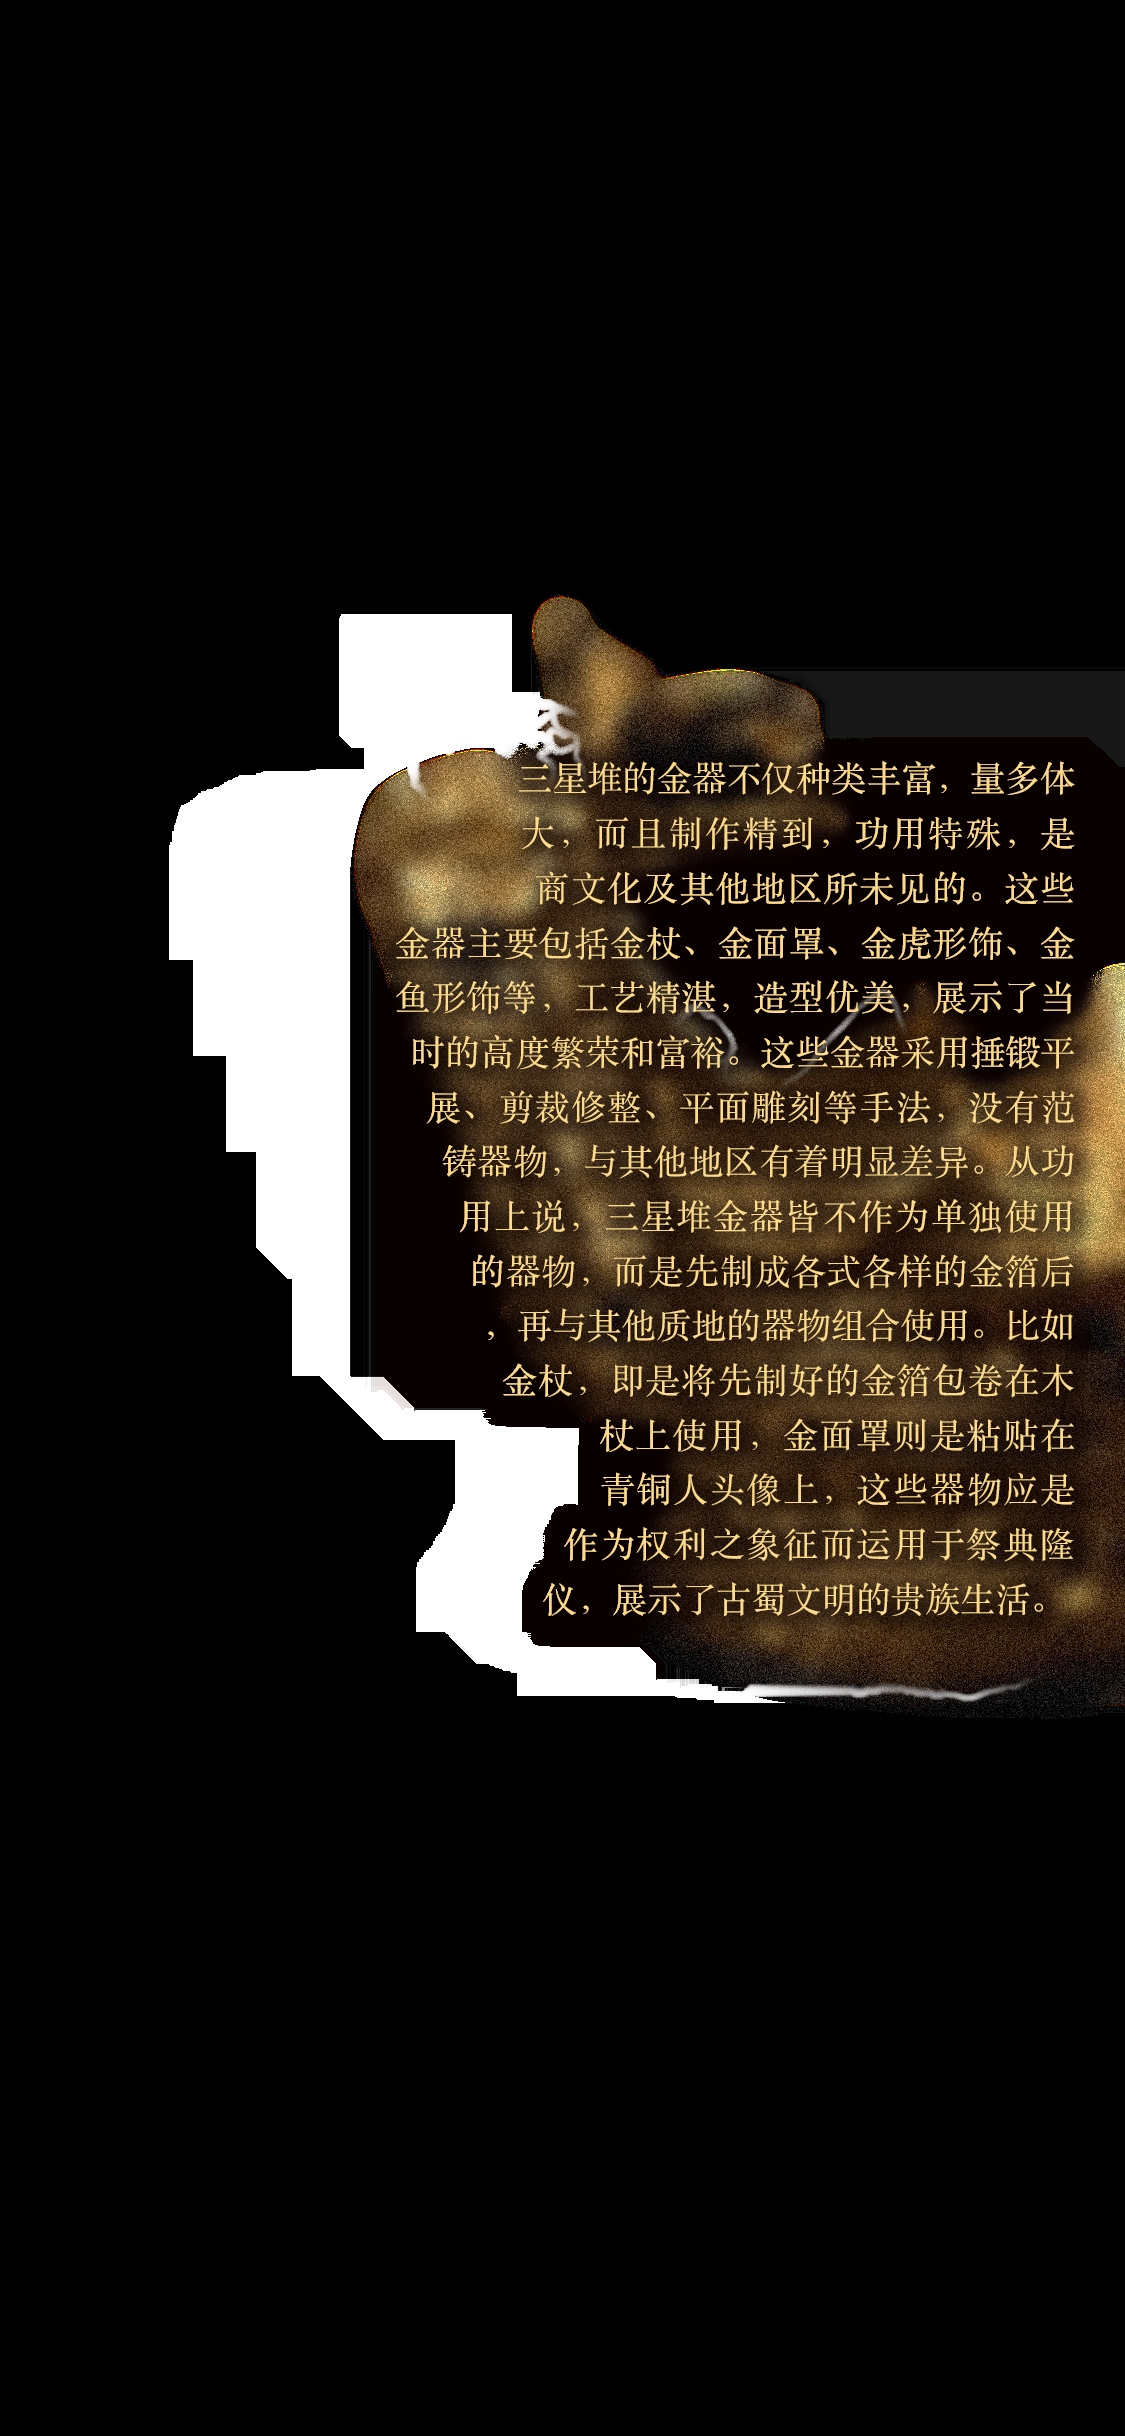 三星堆的金器不仅种类丰富，量多体
大，而且制作精到，功用特殊，是
商文化及其他地区所未见的。这些
金器主要包括金杖、金面罩、金虎形饰、金
鱼形饰等，工艺精湛，造型优美，展示了当
时的高度繁荣和富裕。这些金器采用捶锻平
展、剪裁修整、平面雕刻等手法，没有范
铸器物，与其他地区有着明显差异。从功
用上说，三星堆金器皆不作为单独使用
的器物，而是先制成各式各样的金箔后
，再与其他质地的器物组合使用。比如
金杖，即是将先制好的金箔包卷在木
杖上使用，金面罩则是粘贴在
青铜人头像上，这些器物应是
作为权利之象征而运用于祭典隆
仪，展示了古蜀文明的贵族生活。